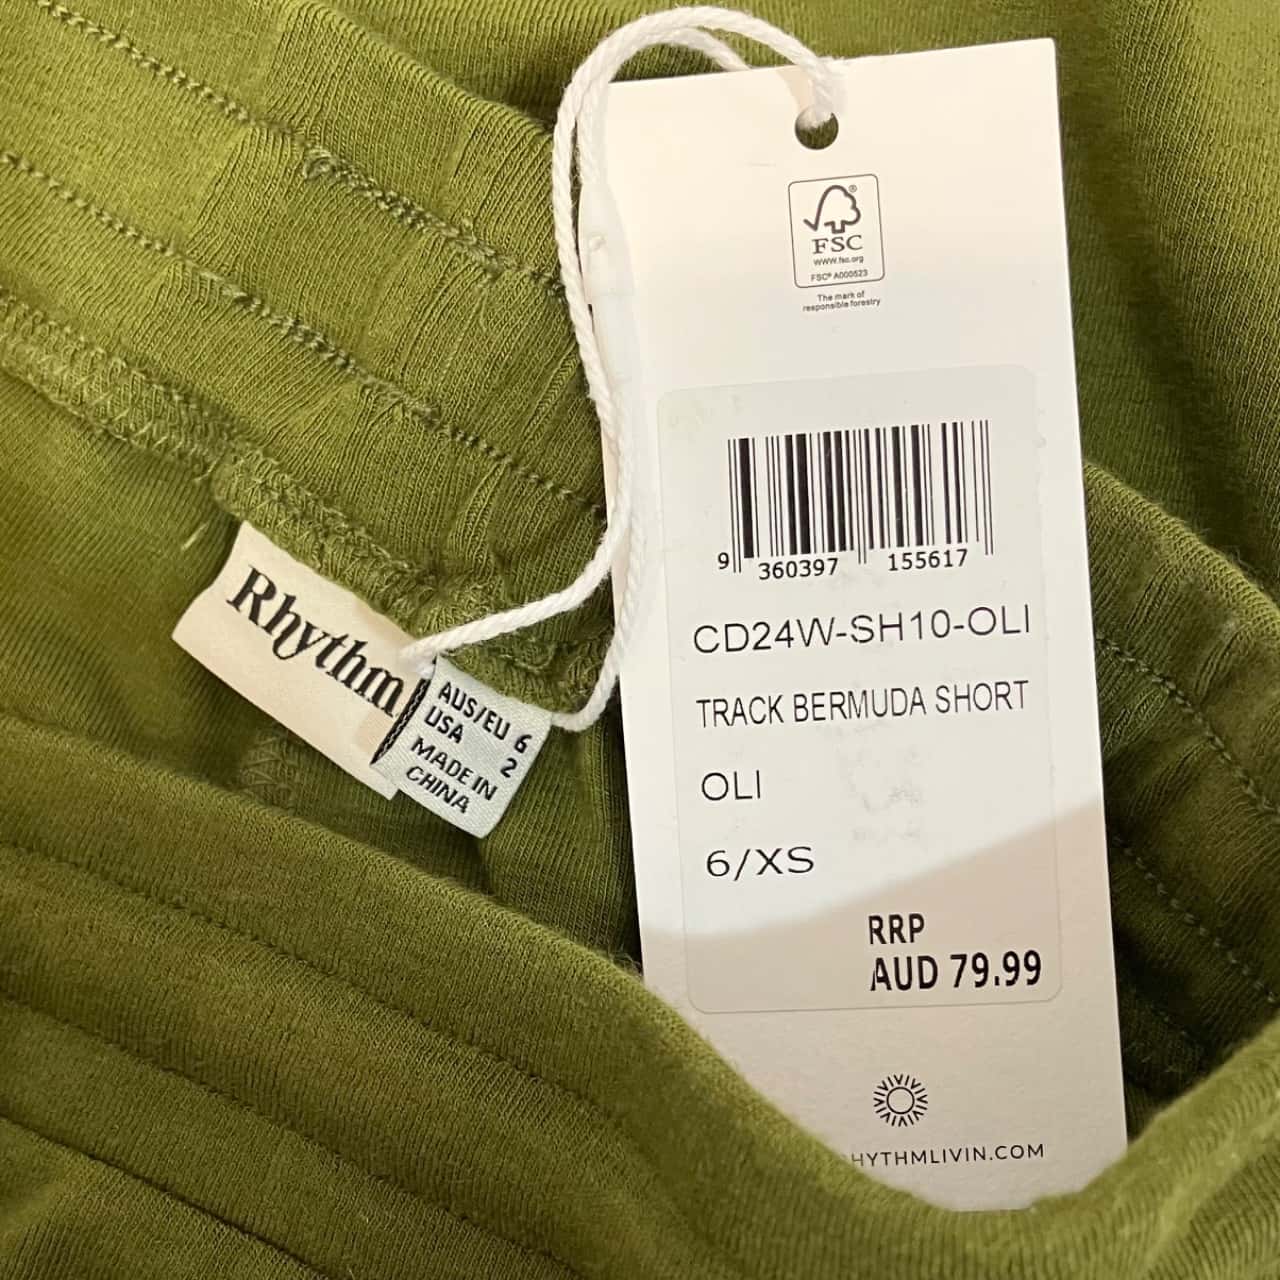 FSC
www.fsc.org
FSC® A000523
The mark of
responsible forestry
9 360397 155617
CD24W-SH10-OLI
TRACK BERMUDA SHORT
OLI
6/XS
RRP
AUD 79.99
HYTHMLIVIN.COM
Rhythm
AUS/EU 6
USA 2
MADE IN
CHINA